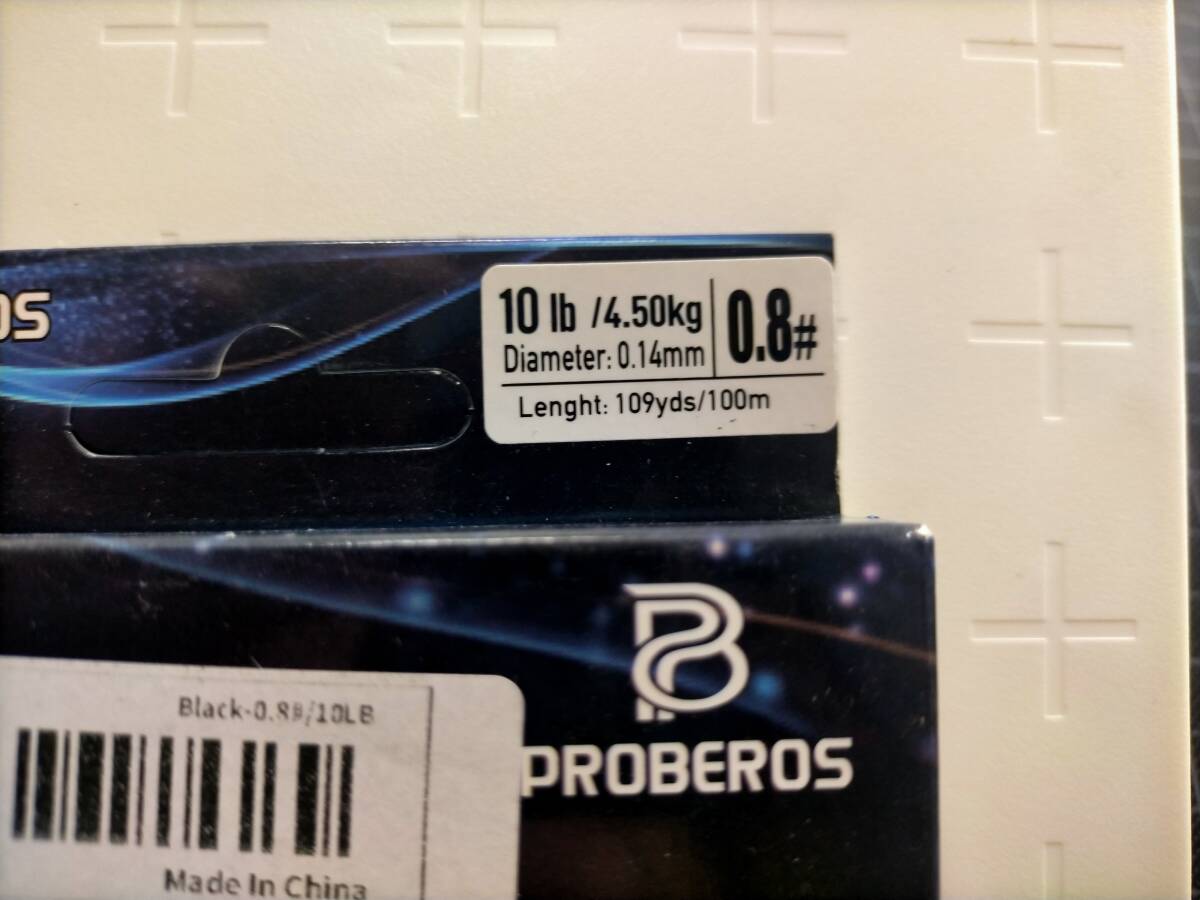 OS
10 lb /4.50kg
0.8#
Diameter: 0.14mm
Lenght: 109yds/100m
PROBEROS
Black-0.8#/10LB
Made In China